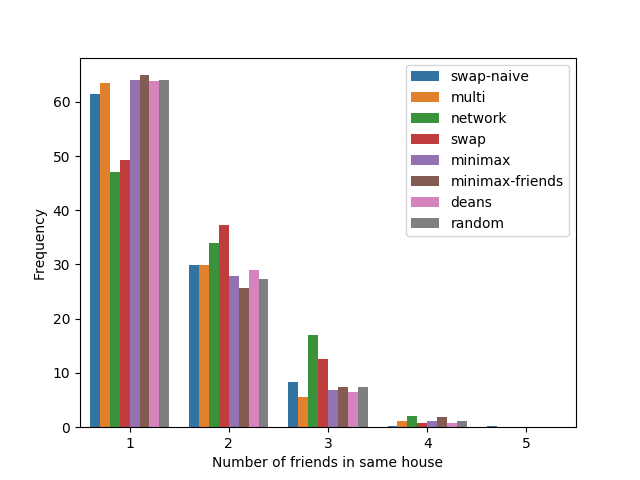 swap-naive
multi
network
swap
minimax
minimax-friends
deans
random
Frequency
60
50
40
30
20
10
0
1 2 3 4 5
Number of friends in same house